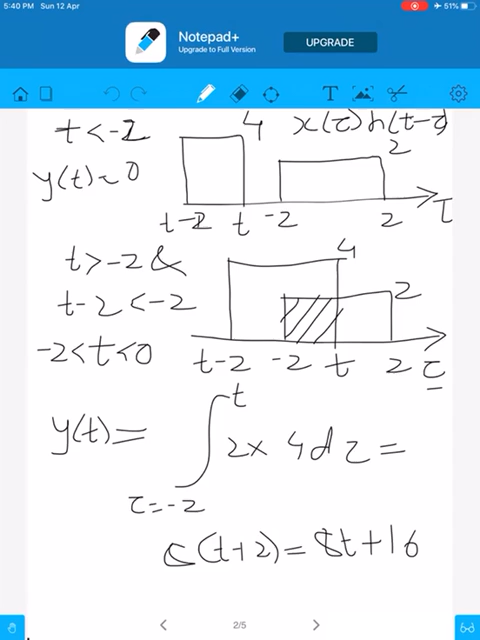 5:40 PM Sun 12 Apr 51%
Notepad+
Upgrade to Full Version
UPGRADE
T
t < -2 4 x(τ)h(t-τ)
y(t) = 0 2
t-2 t -2 2 τ
t > -2 & 4
t-2 < -2 2
-2 < t < 0
t-2 -2 t 2 τ
y(t) = ∫ t 2 x 4 dτ =
τ = -2
8(t+2) = 8t+16
2/5